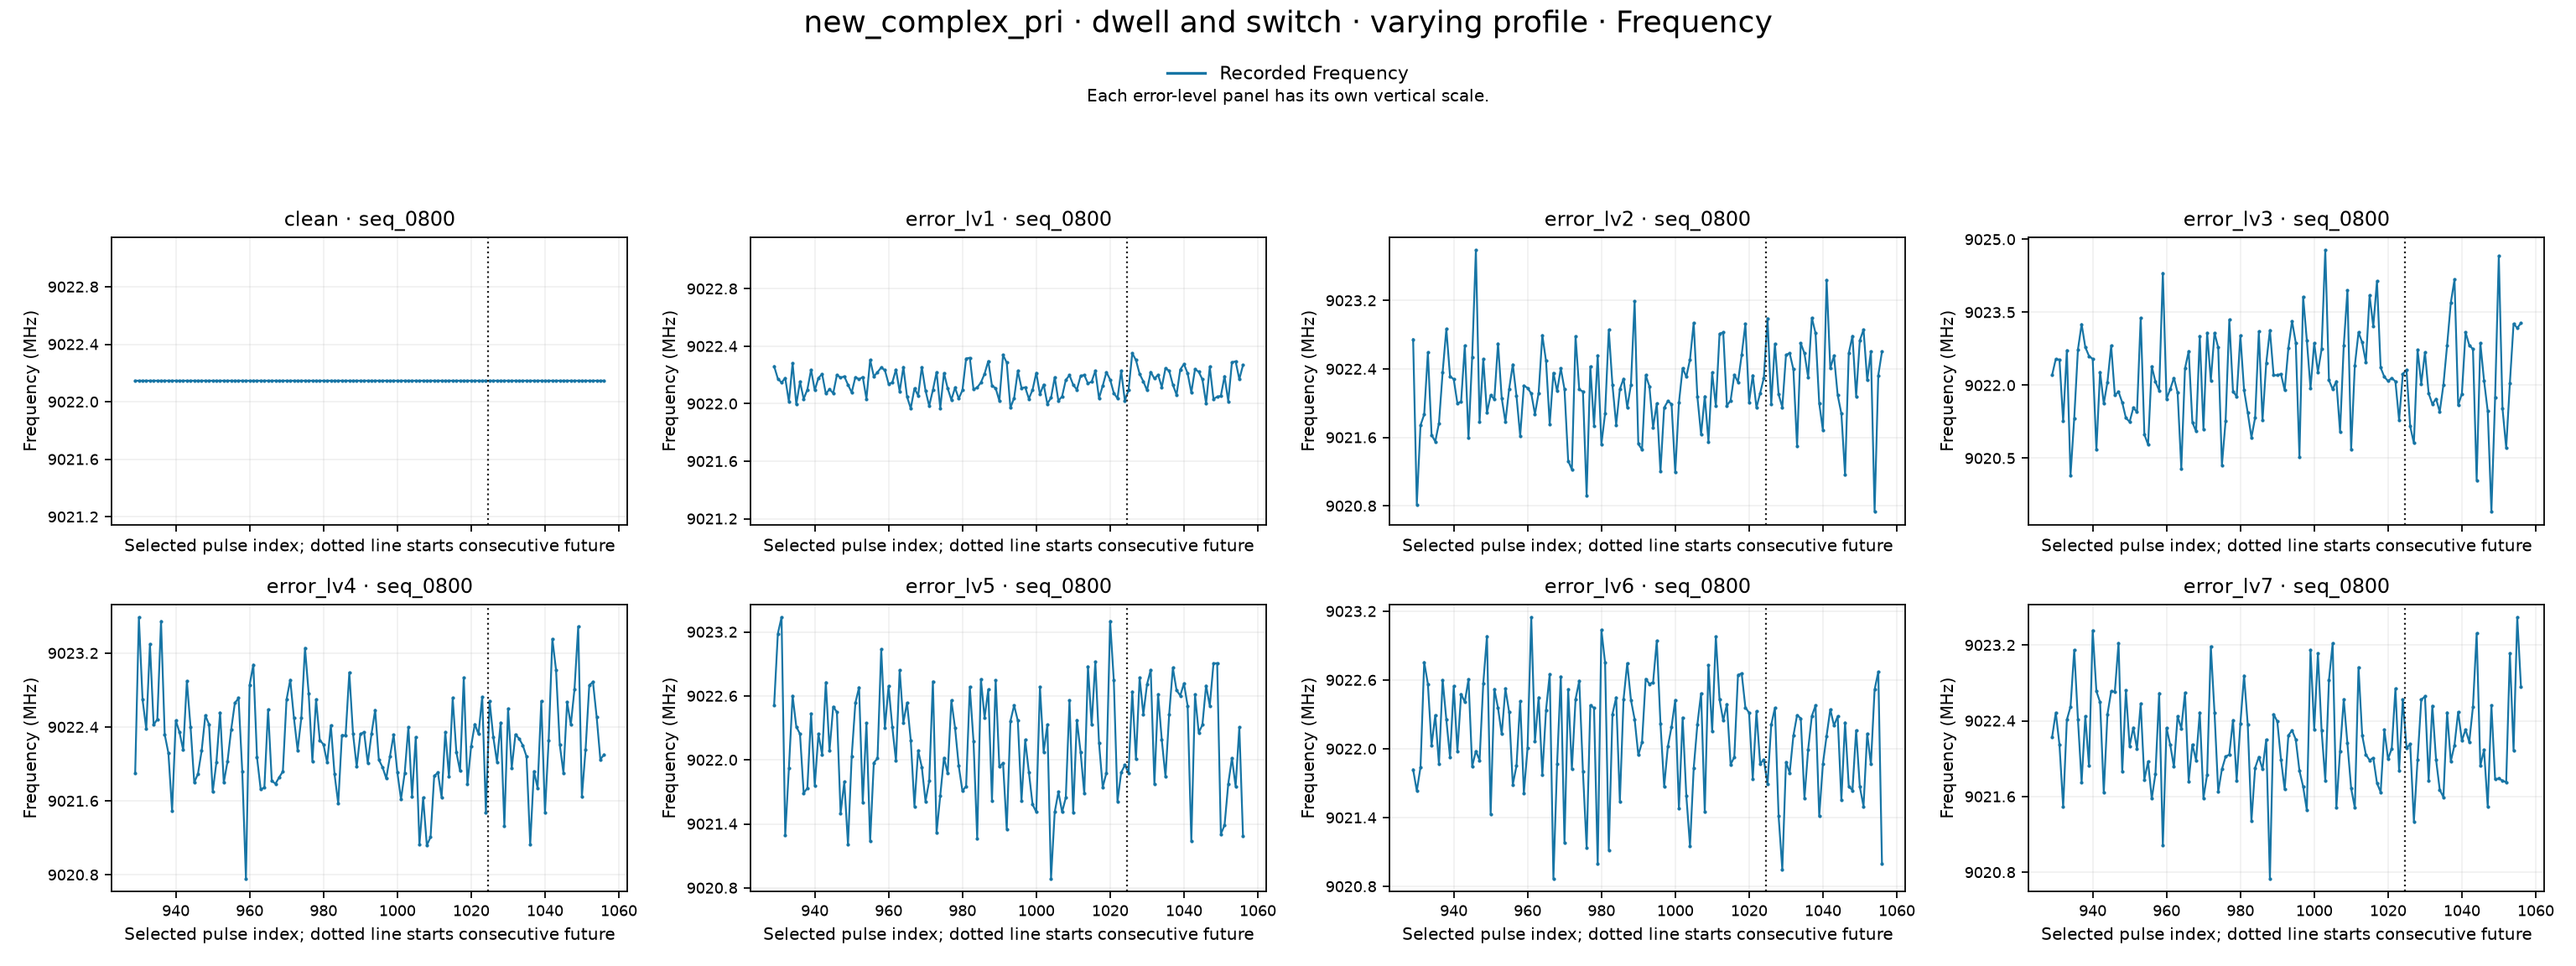 new_complex_pri · dwell and switch · varying profile · Frequency
Recorded Frequency
Each error-level panel has its own vertical scale.
clean · seq_0800
Frequency (MHz)
9022.8
9022.4
9022.0
9021.6
9021.2
Selected pulse index; dotted line starts consecutive future
error_lv1 · seq_0800
Frequency (MHz)
9022.8
9022.4
9022.0
9021.6
9021.2
Selected pulse index; dotted line starts consecutive future
error_lv2 · seq_0800
Frequency (MHz)
9023.2
9022.4
9021.6
9020.8
Selected pulse index; dotted line starts consecutive future
error_lv3 · seq_0800
Frequency (MHz)
9025.0
9023.5
9022.0
9020.5
Selected pulse index; dotted line starts consecutive future
error_lv4 · seq_0800
Frequency (MHz)
9023.2
9022.4
9021.6
9020.8
940 960 980 1000 1020 1040 1060
Selected pulse index; dotted line starts consecutive future
error_lv5 · seq_0800
Frequency (MHz)
9023.2
9022.6
9022.0
9021.4
9020.8
940 960 980 1000 1020 1040 1060
Selected pulse index; dotted line starts consecutive future
error_lv6 · seq_0800
Frequency (MHz)
9023.2
9022.6
9022.0
9021.4
9020.8
940 960 980 1000 1020 1040 1060
Selected pulse index; dotted line starts consecutive future
error_lv7 · seq_0800
Frequency (MHz)
9023.2
9022.4
9021.6
9020.8
940 960 980 1000 1020 1040 1060
Selected pulse index; dotted line starts consecutive future